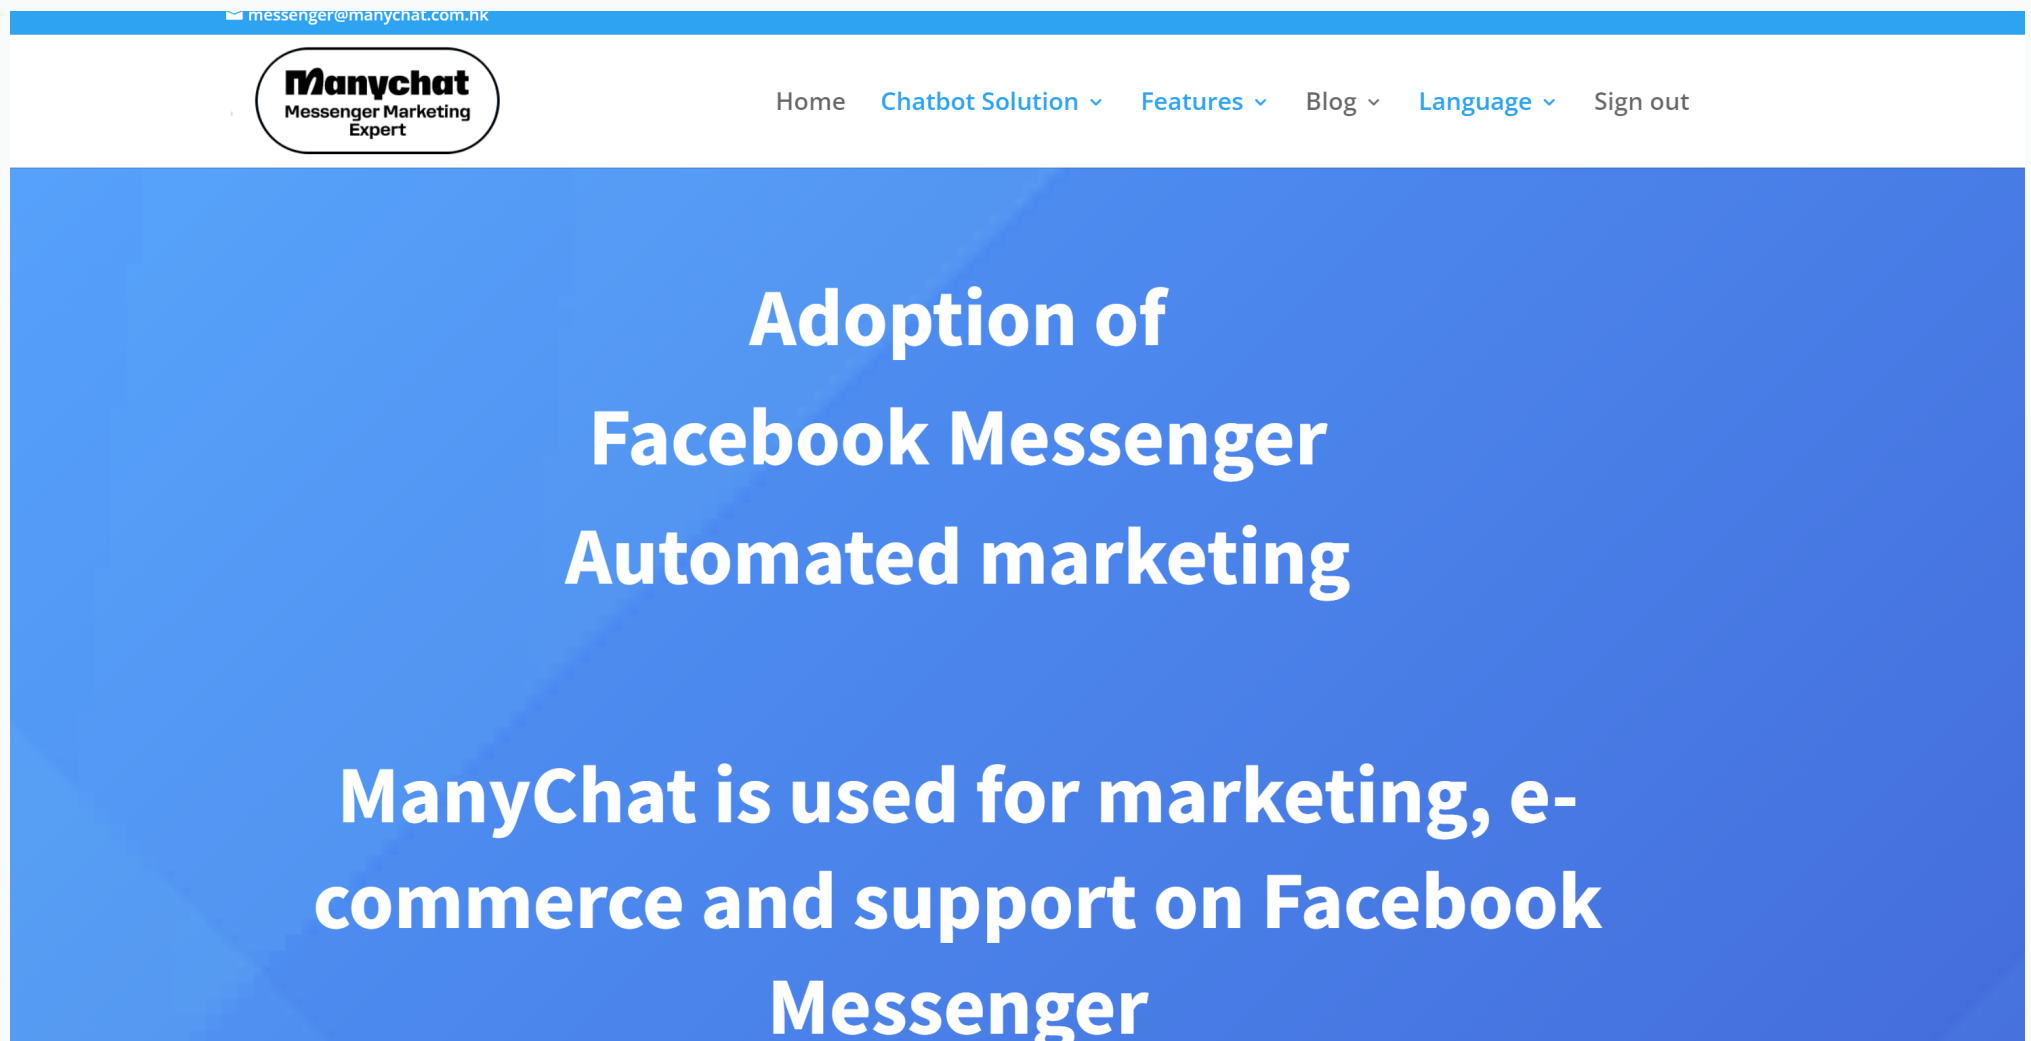 messenger@manychat.com.hk
Manychat
Messenger Marketing
Expert
Home Chatbot Solution Features Blog Language Sign out
Adoption of
Facebook Messenger
Automated marketing
ManyChat is used for marketing, e-
commerce and support on Facebook
Messenger